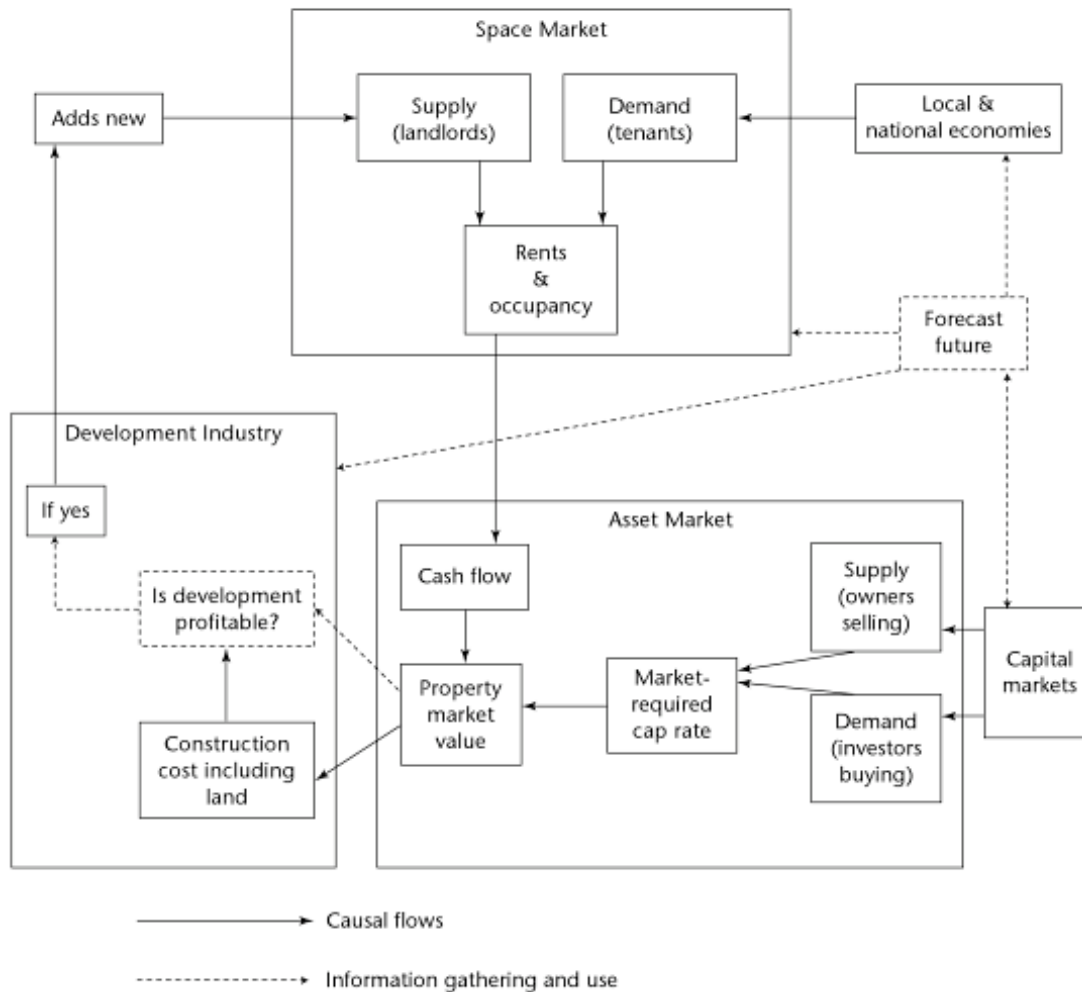 Space Market
Supply
(landlords)
Demand
(tenants)
Adds new
Local &
national economies
Rents
&
occupancy
Forecast
future
Development Industry
If yes
Is development
profitable?
Construction
cost including
land
Asset Market
Cash flow
Property
market
value
Market-
required
cap rate
Supply
(owners
selling)
Demand
(investors
buying)
Capital
markets
Causal flows
Information gathering and use